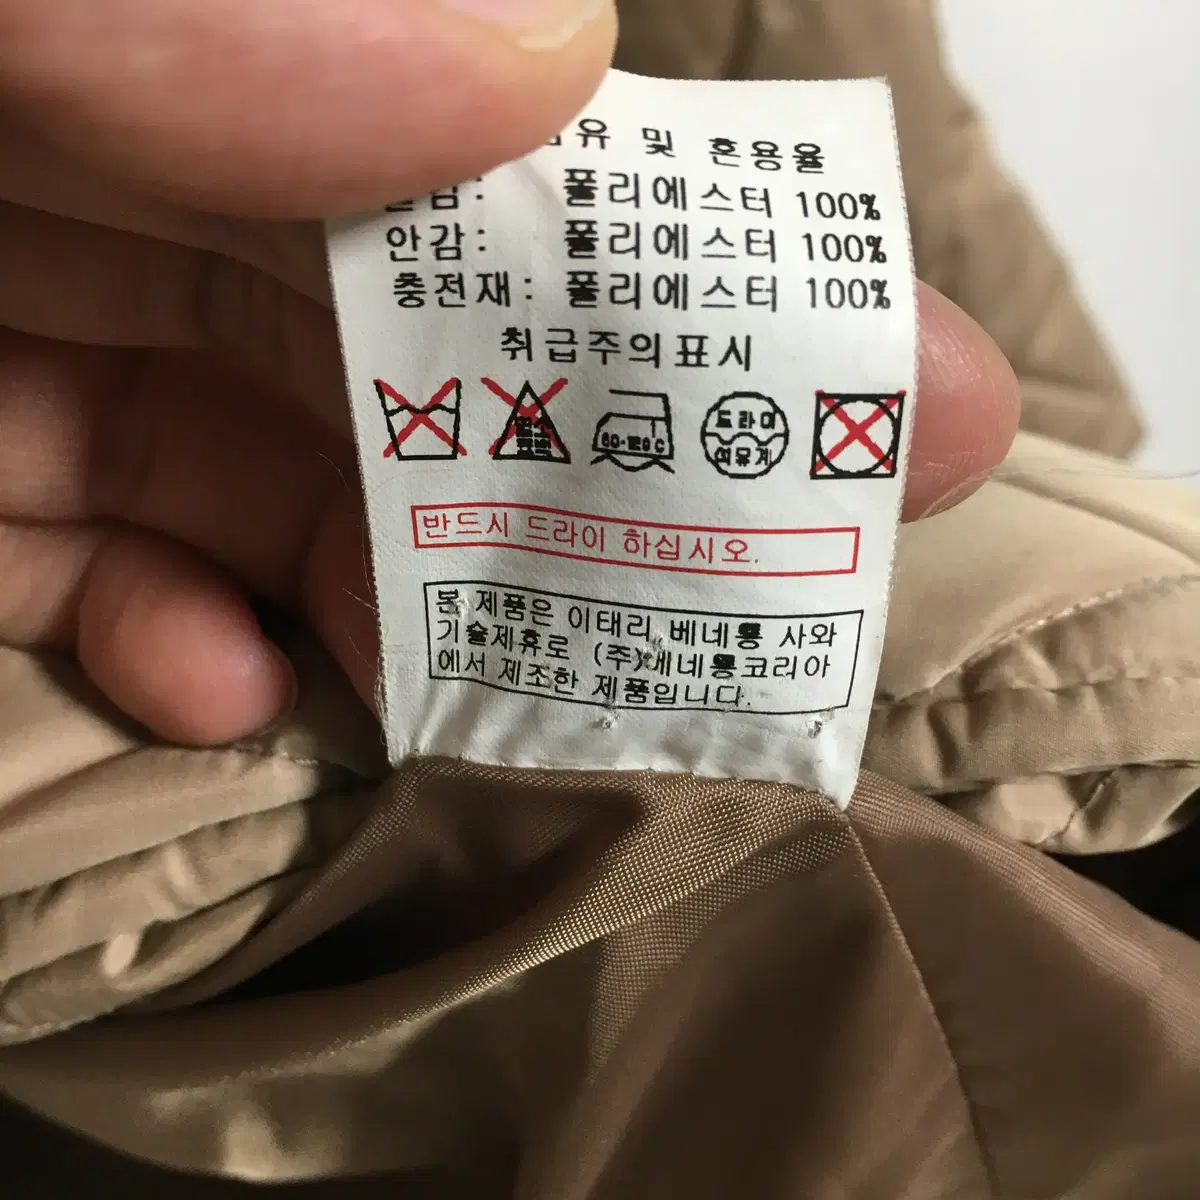 및 혼용율
폴리에스터 100%
안감: 폴리에스터 100%
충전재: 폴리에스터 100%
취급주의표시
80-120 C
드라이
석유계
반드시 드라이 하십시오.
본 제품은 이태리 베네통 사와
기술제휴로 (주)베네통코리아
에서 제조한 제품입니다.